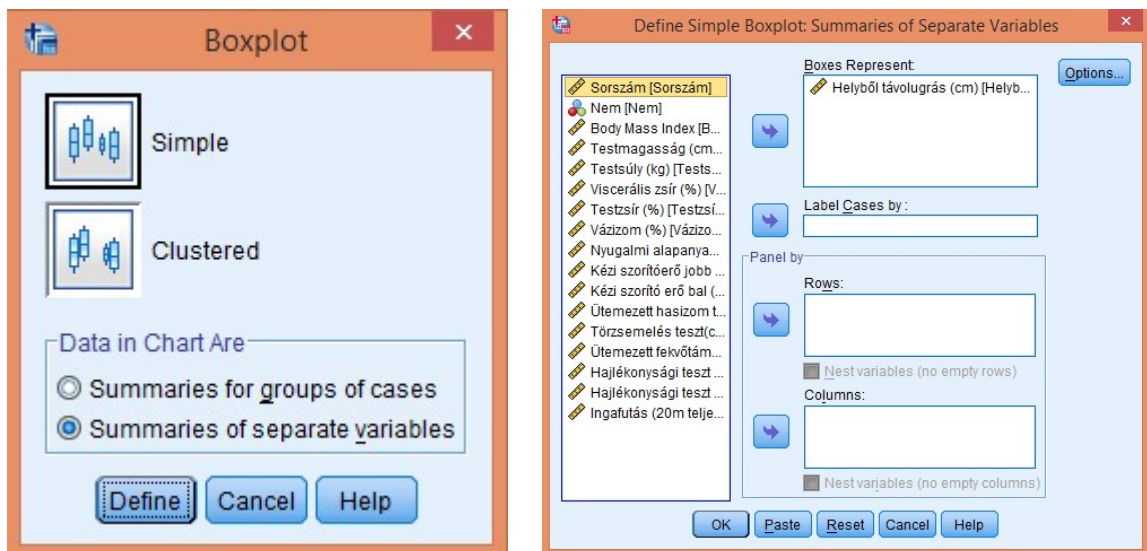 Boxplot
Simple
Clustered
Data in Chart Are
Summaries for groups of cases
Summaries of separate variables
Define Cancel Help
Define Simple Boxplot: Summaries of Separate Variables
Sorszám [Sorszám]
Nem [Nem]
Body Mass Index [B...
Testmagasság (cm...
Testsúly (kg) [Tests...
Viscerális zsír (%) [V...
Testzsír (%) [Testzsí...
Vázizom (%) [Vázizo...
Nyugalmi alapanya...
Kézi szorítóerő jobb ...
Kézi szorító erő bal (...
Ütemezett hasizom t...
Törzsemelés teszt(c...
Ütemezett fekvőtám...
Hajlékonysági teszt ...
Hajlékonysági teszt ...
Ingafutás (20m telje...
Boxes Represent:
Helyből távolugrás (cm) [Helyb...
Options...
Label Cases by :
Panel by
Rows:
Nest variables (no empty rows)
Columns:
Nest variables (no empty columns)
OK Paste Reset Cancel Help